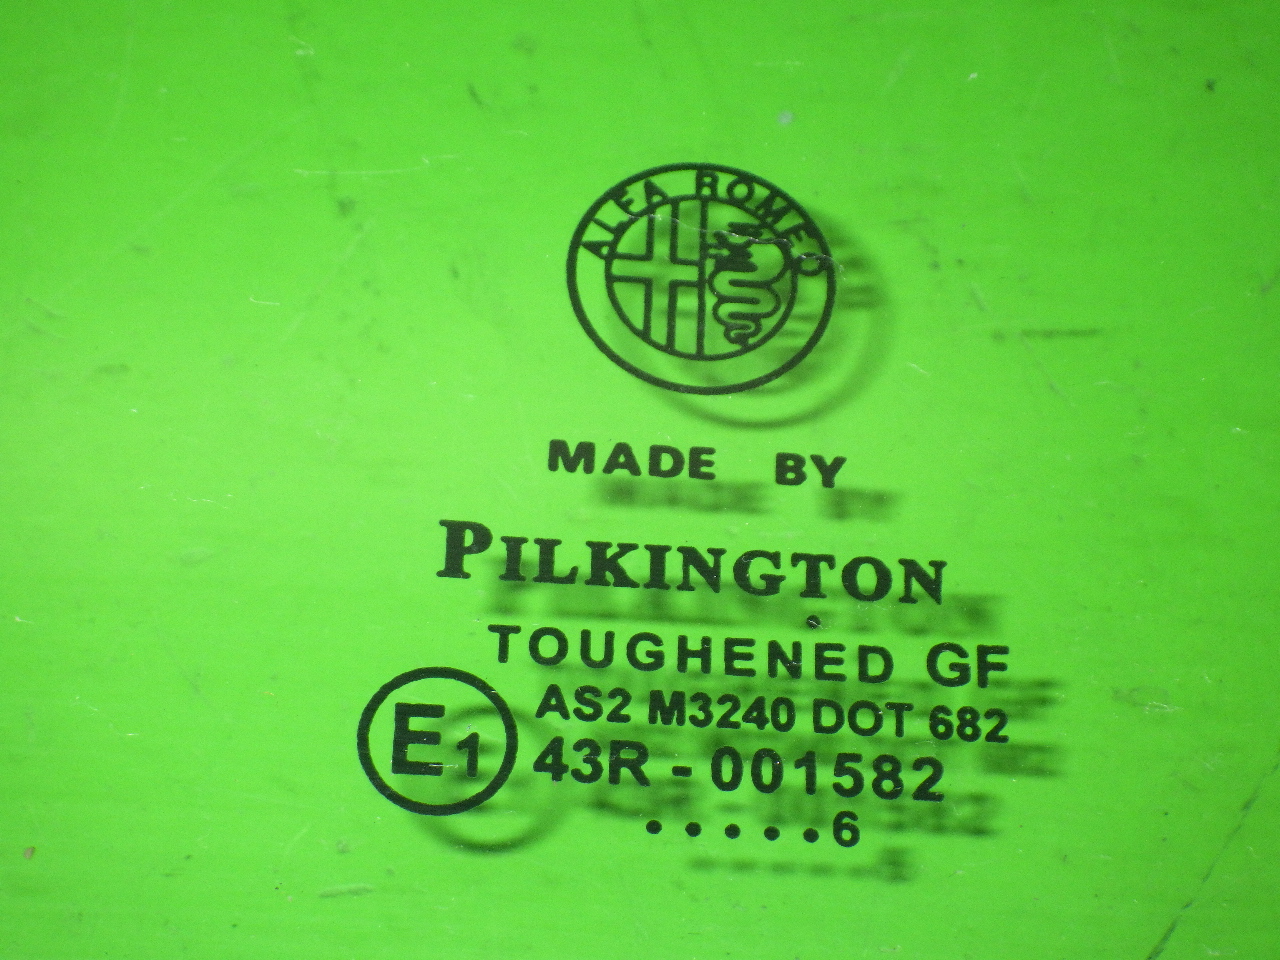 ALFA ROMEO
MADE BY
PILKINGTON
TOUGHENED GF
AS2 M3240 DOT 682
E1 43R - 001582
.....6